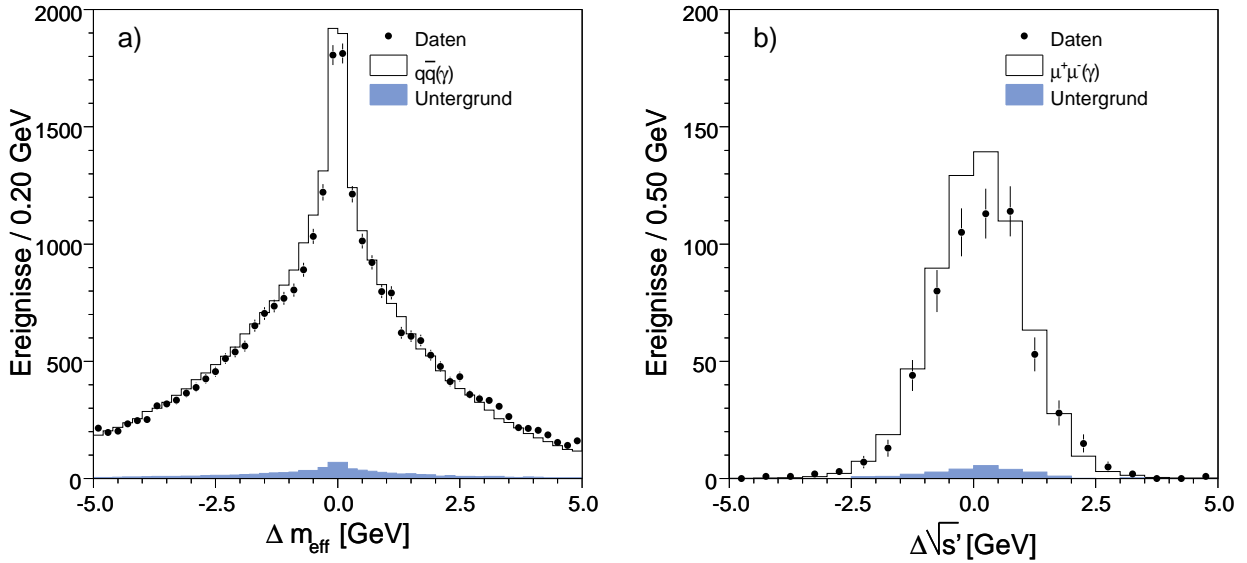 a)
Daten
qq̅(γ)
Untergrund
Ereignisse / 0.20 GeV
2000
1500
1000
500
0
-5.0
-2.5
0.0
2.5
5.0
Δ m_eff [GeV]
b)
Daten
μ⁺μ⁻(γ)
Untergrund
Ereignisse / 0.50 GeV
200
150
100
50
0
-5.0
-2.5
0.0
2.5
5.0
Δ√s' [GeV]